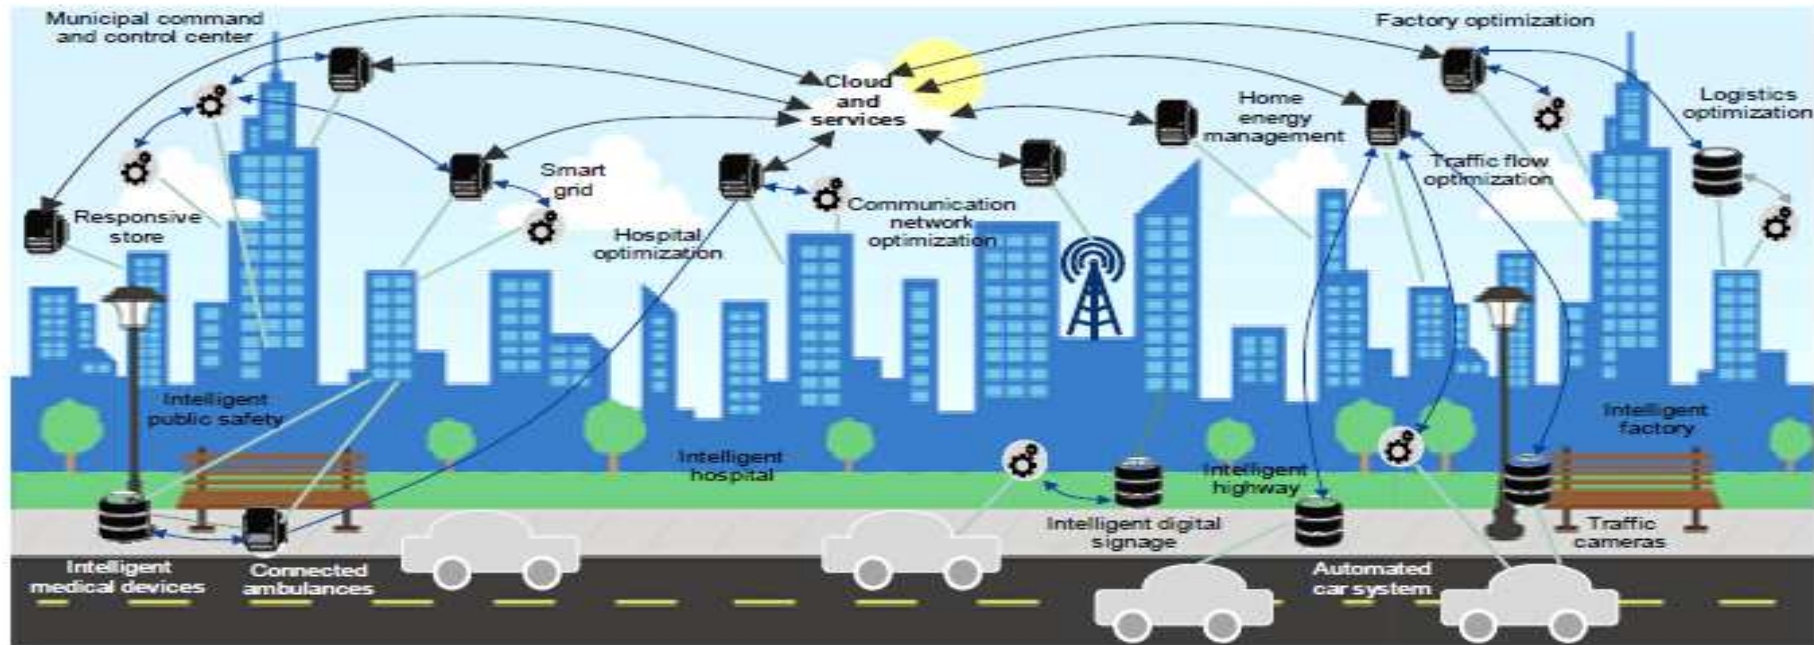 Municipal command
and control center
Factory optimization
Cloud
and
services
Home
energy
management
Logistics
optimization
Smart
grid
Traffic flow
optimization
Responsive
store
Hospital
optimization
Communication
network
optimization
Intelligent
public safety
Intelligent
factory
Intelligent
hospital
Intelligent
highway
Intelligent digital
signage
Traffic
cameras
Intelligent
medical devices
Connected
ambulances
Automated
car system